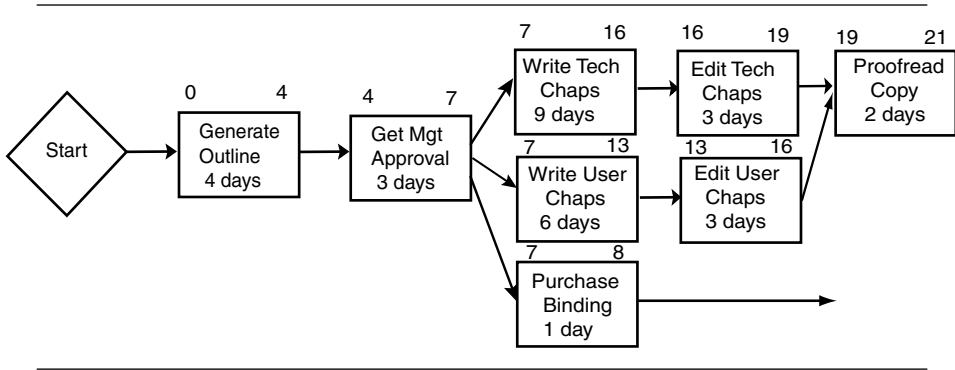 7 16 16 19 19 21
Write Tech
Chaps
9 days
Edit Tech
Chaps
3 days
Proofread
Copy
2 days
0 4 4 7
Start
Generate
Outline
4 days
Get Mgt
Approval
3 days
7 13 13 16
Write User
Chaps
6 days
Edit User
Chaps
3 days
7 8
Purchase
Binding
1 day